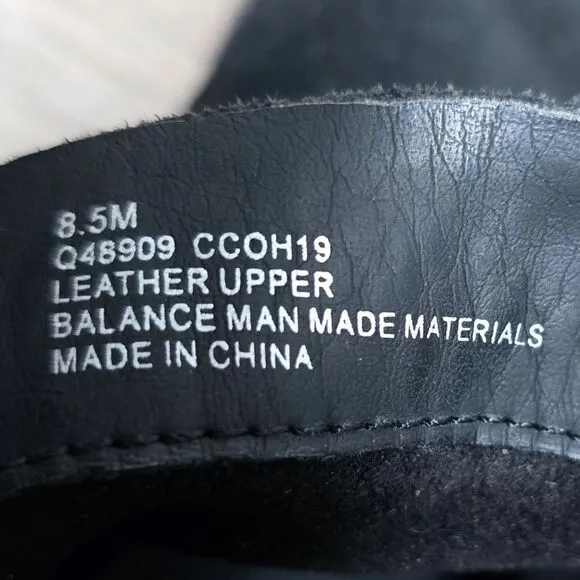 8.5M
Q48909 CCOH19
LEATHER UPPER
BALANCE MAN MADE MATERIALS
MADE IN CHINA